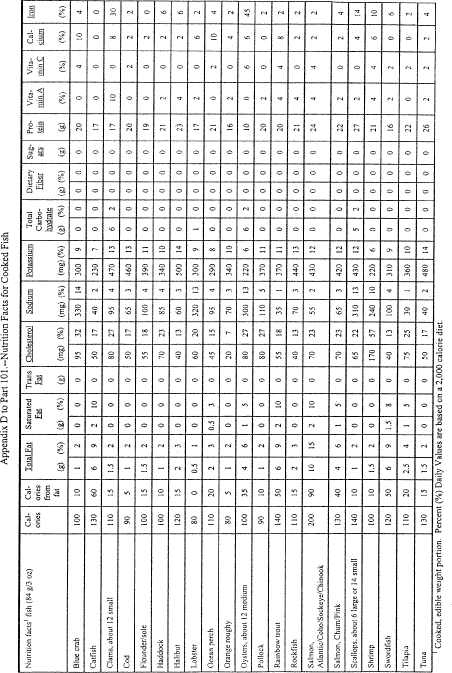 Appendix D to Part 101.–Nutrition Facts for Cooked Fish
Nutrition facts¹ fish (84 g/3 oz) Cal-ories Cal-ories from fat Total Fat Saturated Fat Trans Fat Cholesterol Sodium Potassium Total Carbo-hydrate Dietary Fiber Sug-ars Pro-tein Vita-min A Vita-min C Cal-cium Iron
(g) (%) (g) (%) (g) (mg) (%) (mg) (%) (mg) (%) (g) (%) (g) (%) (g) (g) (%) (%) (%) (%)
Blue crab 100 10 1 2 0 0 0 95 32 330 14 300 9 0 0 0 0 0 20 0 4 10 4
Catfish 130 60 6 9 2 10 0 50 17 40 2 230 7 0 0 0 0 0 17 0 0 0 0
Clams, about 12 small 110 15 1.5 2 0 0 0 80 27 95 4 470 13 6 2 0 0 0 17 10 0 8 30
Cod 90 5 1 2 0 0 0 50 17 65 3 460 13 0 0 0 0 0 20 0 2 2 2
Flounder/sole 100 15 1.5 2 0 0 0 55 18 100 4 390 11 0 0 0 0 0 19 0 0 2 0
Haddock 100 10 1 2 0 0 0 70 23 85 4 340 10 0 0 0 0 0 21 2 0 2 6
Halibut 120 15 2 3 0 0 0 40 13 60 3 500 14 0 0 0 0 0 23 4 0 2 6
Lobster 80 0 0.5 1 0 0 0 60 20 320 13 300 9 1 0 0 0 0 17 2 0 6 2
Ocean perch 110 20 2 3 0.5 3 0 45 15 95 4 290 8 0 0 0 0 0 21 0 2 10 4
Orange roughy 80 5 1 2 0 0 0 20 7 70 3 340 10 0 0 0 0 0 16 2 0 4 2
Oysters, about 12 medium 100 35 4 6 1 5 0 80 27 300 13 220 6 6 2 0 0 0 10 0 6 6 45
Pollock 90 10 1 2 0 0 0 80 27 110 5 370 11 0 0 0 0 0 20 2 0 0 2
Rainbow trout 140 50 6 9 2 10 0 55 18 35 1 370 11 0 0 0 0 0 20 4 4 8 2
Rockfish 110 15 2 3 0 0 0 40 13 70 3 440 13 0 0 0 0 0 21 4 0 2 2
Salmon, Atlantic/Coho/Sockeye/Chinook 200 90 10 15 2 10 0 70 23 55 2 430 12 0 0 0 0 0 24 4 4 2 2
Salmon, Chum/Pink 130 40 4 6 1 5 0 70 23 65 3 420 12 0 0 0 0 0 22 2 0 2 4
Scallops, about 6 large or 14 small 140 10 1 2 0 0 0 65 22 310 13 430 12 5 2 0 0 0 27 2 0 4 14
Shrimp 100 10 1.5 2 0 0 0 170 57 240 10 220 6 0 0 0 0 0 21 4 4 6 10
Swordfish 120 50 6 9 1.5 8 0 40 13 100 4 310 9 0 0 0 0 0 16 2 2 0 6
Tilapia 110 20 2.5 4 1 5 0 75 25 30 1 360 10 0 0 0 0 0 22 0 2 0 2
Tuna 130 15 1.5 2 0 0 0 50 17 40 2 480 14 0 0 0 0 0 26 2 2 2 4
¹ Cooked, edible weight portion. Percent (%) Daily Values are based on a 2,000 calorie diet.